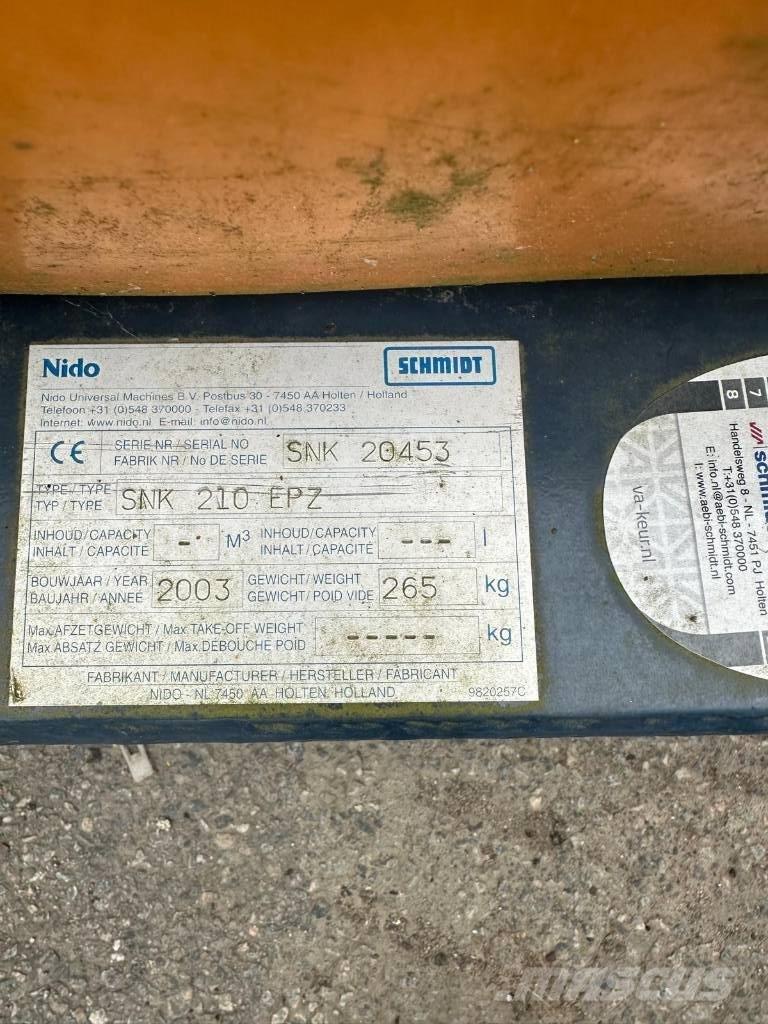 Nido
SCHMIDT
Nido Universal Machines B.V. Postbus 30 - 7450 AA Holten / Holland
Telefoon +31 (0)548 370000 - Telefax +31 (0)548 370233
Internet: www.nido.nl E-mail: info@nido.nl
CE
SERIE NR / SERIAL NO
FABRIK NR / No DE SERIE
SNK 20453
TYPE / TYPE
TYP / TYPE
SNK 210 EPZ
INHOUD / CAPACITY
INHALT / CAPACITÉ
- M³
INHOUD / CAPACITY
INHALT / CAPACITÉ
--- l
BOUWJAAR / YEAR
BAUJAHR / ANNÉE
2003
GEWICHT / WEIGHT
GEWICHT / POID VIDE
265 kg
Max. AFZETGEWICHT / Max. TAKE-OFF WEIGHT
Max. ABSATZ GEWICHT / Max. DEBOUCHE POID
----- kg
FABRIKANT / MANUFACTURER / HERSTELLER / FABRICANT
NIDO - NL 7450 AA HOLTEN HOLLAND
9820257C
7
8
Handelsweg 8 - NL - 7451 PJ Holten
T:+31(0)548 370000
E: info.nl@aebi-schmidt.com
I: www.aebi-schmidt.nl
va-keur.nl
MASCUS